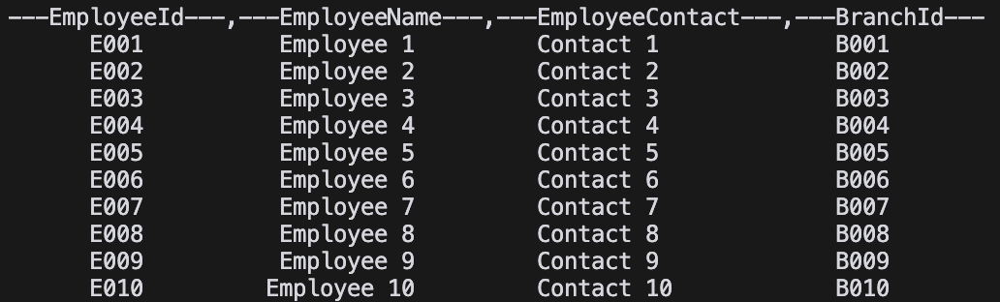 ---EmployeeId---,---EmployeeName---,---EmployeeContact---,---BranchId---
      E001          Employee 1         Contact 1           B001
      E002          Employee 2         Contact 2           B002
      E003          Employee 3         Contact 3           B003
      E004          Employee 4         Contact 4           B004
      E005          Employee 5         Contact 5           B005
      E006          Employee 6         Contact 6           B006
      E007          Employee 7         Contact 7           B007
      E008          Employee 8         Contact 8           B008
      E009          Employee 9         Contact 9           B009
      E010         Employee 10         Contact 10          B010